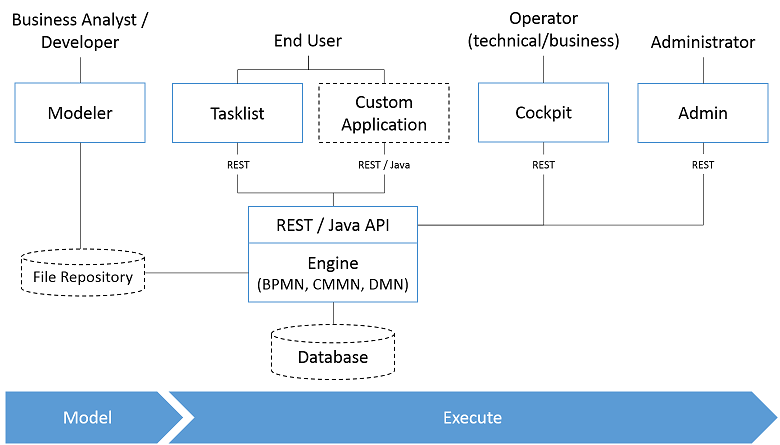 Business Analyst /
Developer
End User
Operator
(technical/business)
Administrator
Modeler
Tasklist
Custom
Application
Cockpit
Admin
REST
REST / Java
REST
REST
REST / Java API
Engine
(BPMN, CMMN, DMN)
File Repository
Database
Model
Execute